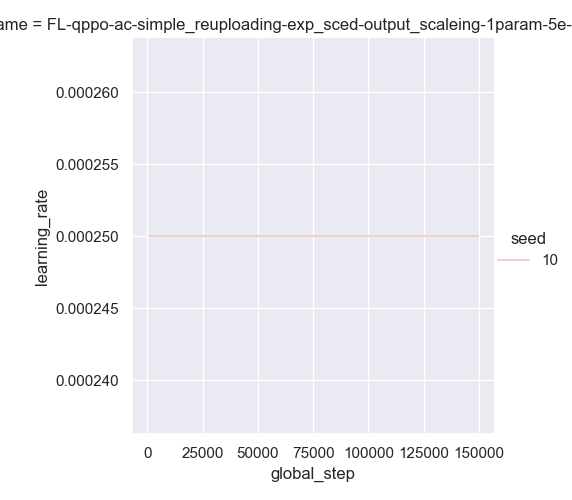 ame = FL-qppo-ac-simple_reuploading-exp_sced-output_scaleing-1param-5e-
0.000260
0.000255
0.000250
0.000245
0.000240
learning_rate
seed
10
0 25000 50000 75000 100000 125000 150000
global_step